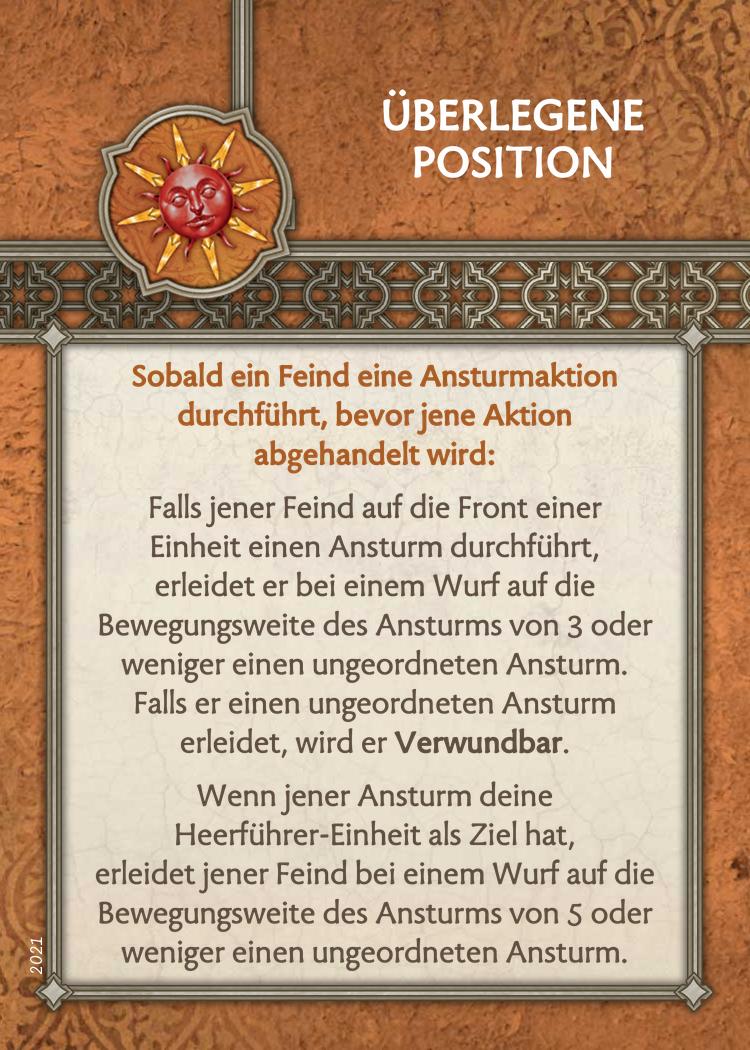 ÜBERLEGENE
POSITION
Sobald ein Feind eine Ansturmaktion
durchführt, bevor jene Aktion
abgehandelt wird:
Falls jener Feind auf die Front einer
Einheit einen Ansturm durchführt,
erleidet er bei einem Wurf auf die
Bewegungsweite des Ansturms von 3 oder
weniger einen ungeordneten Ansturm.
Falls er einen ungeordneten Ansturm
erleidet, wird er Verwundbar.
Wenn jener Ansturm deine
Heerführer-Einheit als Ziel hat,
erleidet jener Feind bei einem Wurf auf die
Bewegungsweite des Ansturms von 5 oder
weniger einen ungeordneten Ansturm.
2021